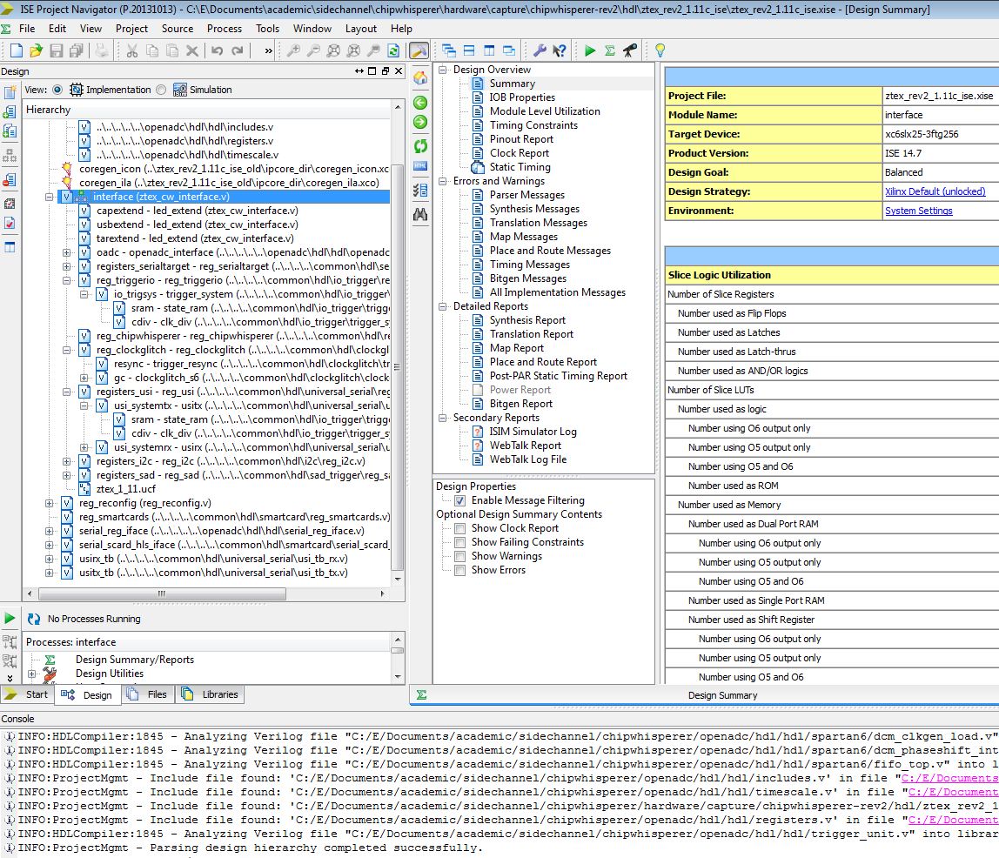 ISE Project Navigator (P.20131013) - C:\E\Documents\academic\sidechannel\chipwhisperer\hardware\capture\chipwhisperer-rev2\hdl\ztex_rev2_1.11c_ise\ztex_rev2_1.11c_ise.xise - [Design Summary]
File Edit View Project Source Process Tools Window Layout Help
Design
View: Implementation Simulation
Hierarchy
..\..\..\..\..\openadc\hdl\hdl\includes.v
..\..\..\..\..\openadc\hdl\hdl\registers.v
..\..\..\..\..\openadc\hdl\hdl\timescale.v
coregen_icon (..\ztex_rev2_1.11c_ise_old\ipcore_dir\coregen_icon.xc
coregen_ila (..\ztex_rev2_1.11c_ise_old\ipcore_dir\coregen_ila.xco)
interface (ztex_cw_interface.v)
capextend - led_extend (ztex_cw_interface.v)
usbextend - led_extend (ztex_cw_interface.v)
tarextend - led_extend (ztex_cw_interface.v)
oadc - openadc_interface (..\..\..\..\..\openadc\hdl\hdl\openadc
registers_serialtarget - reg_serialtarget (..\..\..\..\common\hdl\se
reg_triggerio - reg_triggerio (..\..\..\..\common\hdl\io_trigger\re
io_trigsys - trigger_system (..\..\..\..\common\hdl\io_trigger\
sram - state_ram (..\..\..\..\common\hdl\io_trigger\trigger_s
cdiv - clk_div (..\..\..\..\common\hdl\io_trigger\trigger_sy
reg_chipwhisperer - reg_chipwhisperer (..\..\..\..\common\hdl\re
reg_clockglitch - reg_clockglitch (..\..\..\..\common\hdl\clockgl
resync - trigger_resync (..\..\..\..\common\hdl\clockglitch\tr
gc - clockglitch_s6 (..\..\..\..\common\hdl\clockglitch\clock
registers_usi - reg_usi (..\..\..\..\common\hdl\universal_serial\reg
usi_systemtx - usitx (..\..\..\..\common\hdl\universal_serial\u
sram - state_ram (..\..\..\..\common\hdl\io_trigger\trigger_s
cdiv - clk_div (..\..\..\..\common\hdl\io_trigger\trigger_sy
usi_systemrx - usirx (..\..\..\..\common\hdl\universal_serial\u
registers_i2c - reg_i2c (..\..\..\..\common\hdl\i2c\reg_i2c.v)
registers_sad - reg_sad (..\..\..\..\common\hdl\sad_trigger\reg_sa
ztex_1_11.ucf
reg_reconfig (reg_reconfig.v)
reg_smartcards (..\..\..\..\common\hdl\smartcard\reg_smartcards.v)
serial_reg_iface (..\..\..\..\..\openadc\hdl\hdl\serial_reg_iface.v)
serial_scard_hls_iface (..\..\..\..\common\hdl\smartcard\serial_scard_
usirx_tb (..\..\..\..\common\hdl\universal_serial\usi_tb_rx.v)
usitx_tb (..\..\..\..\common\hdl\universal_serial\usi_tb_tx.v)
No Processes Running
Processes: interface
Design Summary/Reports
Design Utilities
Start Design Files Libraries
Design Overview
Summary
IOB Properties
Module Level Utilization
Timing Constraints
Pinout Report
Clock Report
Static Timing
Errors and Warnings
Parser Messages
Synthesis Messages
Translation Messages
Map Messages
Place and Route Messages
Timing Messages
Bitgen Messages
All Implementation Messages
Detailed Reports
Synthesis Report
Translation Report
Map Report
Place and Route Report
Post-PAR Static Timing Report
Power Report
Bitgen Report
Secondary Reports
ISIM Simulator Log
WebTalk Report
WebTalk Log File
Design Properties
Enable Message Filtering
Optional Design Summary Contents
Show Clock Report
Show Failing Constraints
Show Warnings
Show Errors
Project File: ztex_rev2_1.11c_ise.xise
Module Name: interface
Target Device: xc6slx25-3ftg256
Product Version: ISE 14.7
Design Goal: Balanced
Design Strategy: Xilinx Default (unlocked)
Environment: System Settings
Slice Logic Utilization
Number of Slice Registers
Number used as Flip Flops
Number used as Latches
Number used as Latch-thrus
Number used as AND/OR logics
Number of Slice LUTs
Number used as logic
Number using O6 output only
Number using O5 output only
Number using O5 and O6
Number used as ROM
Number used as Memory
Number used as Dual Port RAM
Number using O6 output only
Number using O5 output only
Number using O5 and O6
Number used as Single Port RAM
Number used as Shift Register
Number using O6 output only
Number using O5 output only
Number using O5 and O6
Design Summary
Console
INFO:HDLCompiler:1845 - Analyzing Verilog file "C:/E/Documents/academic/sidechannel/chipwhisperer/openadc/hdl/hdl/spartan6/dcm_clkgen_load.v"
INFO:HDLCompiler:1845 - Analyzing Verilog file "C:/E/Documents/academic/sidechannel/chipwhisperer/openadc/hdl/hdl/spartan6/dcm_phaseshift_int
INFO:HDLCompiler:1845 - Analyzing Verilog file "C:/E/Documents/academic/sidechannel/chipwhisperer/openadc/hdl/hdl/spartan6/fifo_top.v" into l
INFO:ProjectMgmt - Include file found: 'C:/E/Documents/academic/sidechannel/chipwhisperer/openadc/hdl/hdl/includes.v' in file "C:/E/Documents
INFO:ProjectMgmt - Include file found: 'C:/E/Documents/academic/sidechannel/chipwhisperer/openadc/hdl/hdl/timescale.v' in file "C:/E/Document
INFO:ProjectMgmt - Include file found: 'C:/E/Documents/academic/sidechannel/chipwhisperer/hardware/capture/chipwhisperer-rev2/hdl/ztex_rev2_1
INFO:ProjectMgmt - Include file found: 'C:/E/Documents/academic/sidechannel/chipwhisperer/openadc/hdl/hdl/registers.v' in file "C:/E/Document
INFO:HDLCompiler:1845 - Analyzing Verilog file "C:/E/Documents/academic/sidechannel/chipwhisperer/openadc/hdl/hdl/trigger_unit.v" into librar
INFO:ProjectMgmt - Parsing design hierarchy completed successfully.